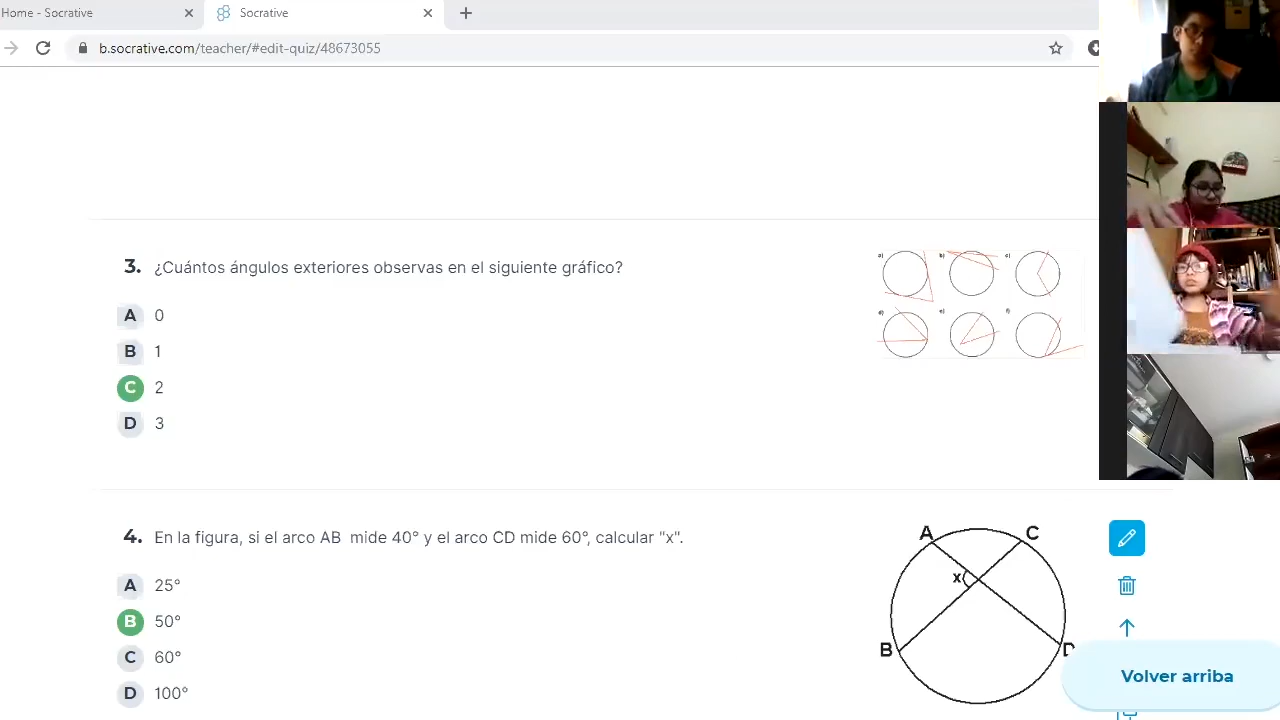 Home - Socrative
Socrative
b.socrative.com/teacher/#edit-quiz/48673055
3. ¿Cuántos ángulos exteriores observas en el siguiente gráfico?
A 0
B 1
C 2
D 3
a) b) c)
d) e) f)
4. En la figura, si el arco AB mide 40° y el arco CD mide 60°, calcular "x".
A 25°
B 50°
C 60°
D 100°
A C
x
B D
Volver arriba